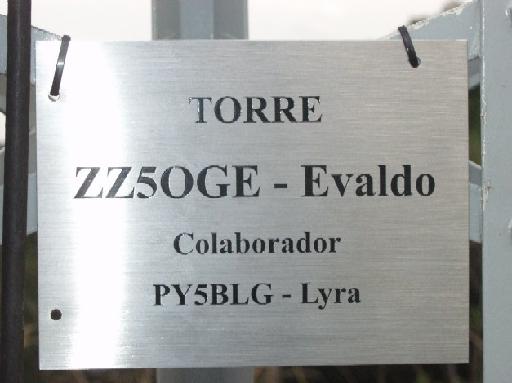 TORRE
ZZ5OGE - Evaldo
Colaborador
PY5BLG - Lyra